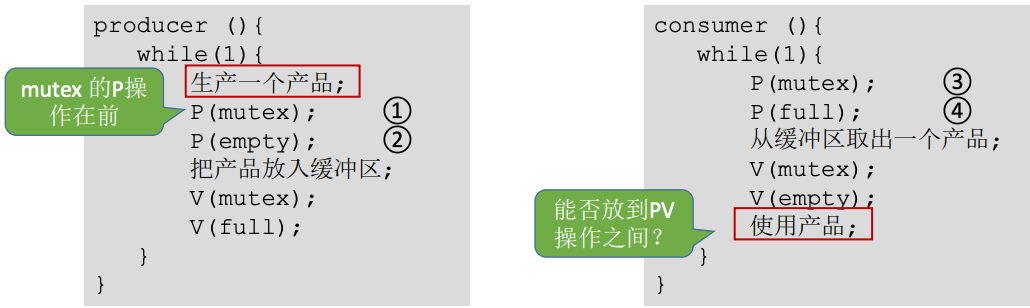 producer (){
while(1){
生产一个产品;
P(mutex); ①
P(empty); ②
把产品放入缓冲区;
V(mutex);
V(full);
}
}
mutex 的P操
作在前
consumer (){
while(1){
P(mutex); ③
P(full); ④
从缓冲区取出一个产品;
V(mutex);
V(empty);
使用产品;
}
}
能否放到PV
操作之间?